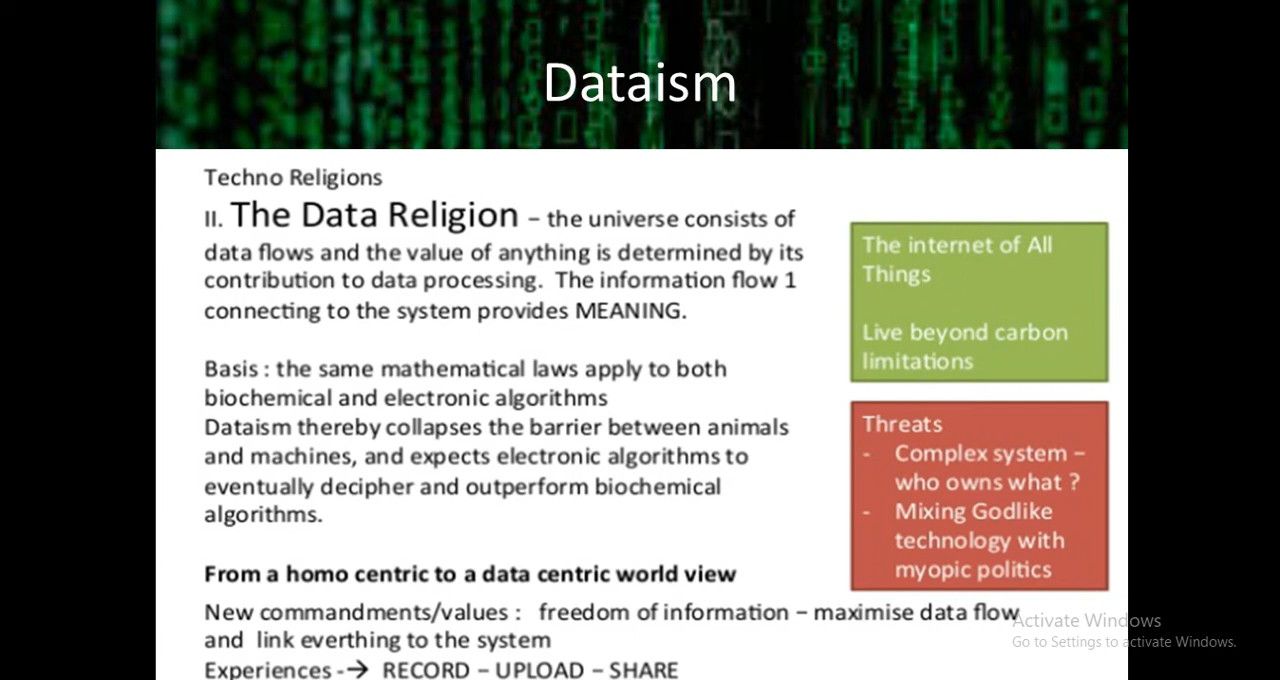 Dataism
Techno Religions
II. The Data Religion – the universe consists of
data flows and the value of anything is determined by its
contribution to data processing. The information flow 1
connecting to the system provides MEANING.
Basis : the same mathematical laws apply to both
biochemical and electronic algorithms
Dataism thereby collapses the barrier between animals
and machines, and expects electronic algorithms to
eventually decipher and outperform biochemical
algorithms.
From a homo centric to a data centric world view
New commandments/values : freedom of information – maximise data flow
and link everthing to the system
Experiences -→ RECORD – UPLOAD – SHARE
The internet of All
Things
Live beyond carbon
limitations
Threats
- Complex system –
who owns what ?
- Mixing Godlike
technology with
myopic politics
Activate Windows
Go to Settings to activate Windows.